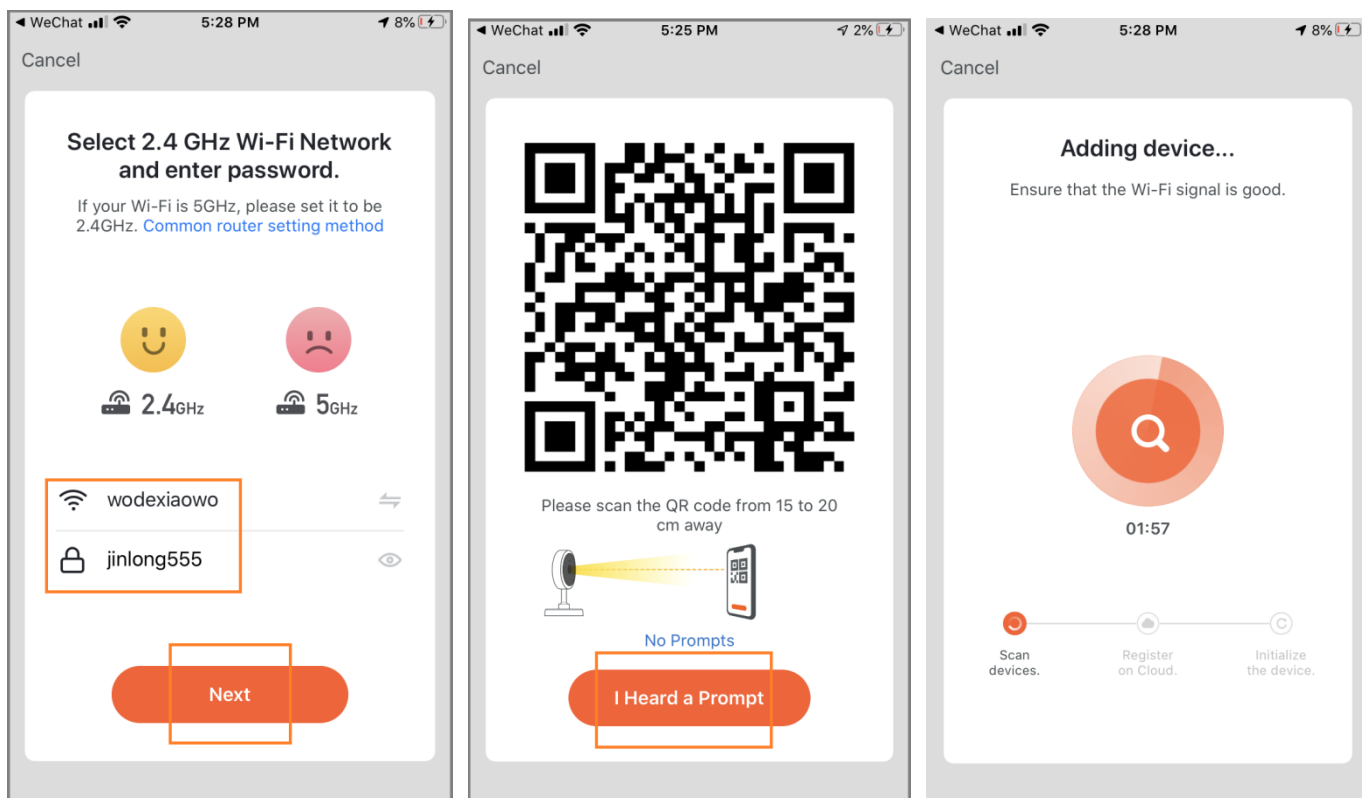 WeChat 5:28 PM 8%
Cancel
Select 2.4 GHz Wi-Fi Network
and enter password.
If your Wi-Fi is 5GHz, please set it to be
2.4GHz. Common router setting method
2.4GHz 5GHz
wodexiaowo
jinlong555
Next
WeChat 5:25 PM 2%
Cancel
Please scan the QR code from 15 to 20
cm away
No Prompts
I Heard a Prompt
WeChat 5:28 PM 8%
Cancel
Adding device...
Ensure that the Wi-Fi signal is good.
01:57
Scan
devices.
Register
on Cloud.
Initialize
the device.